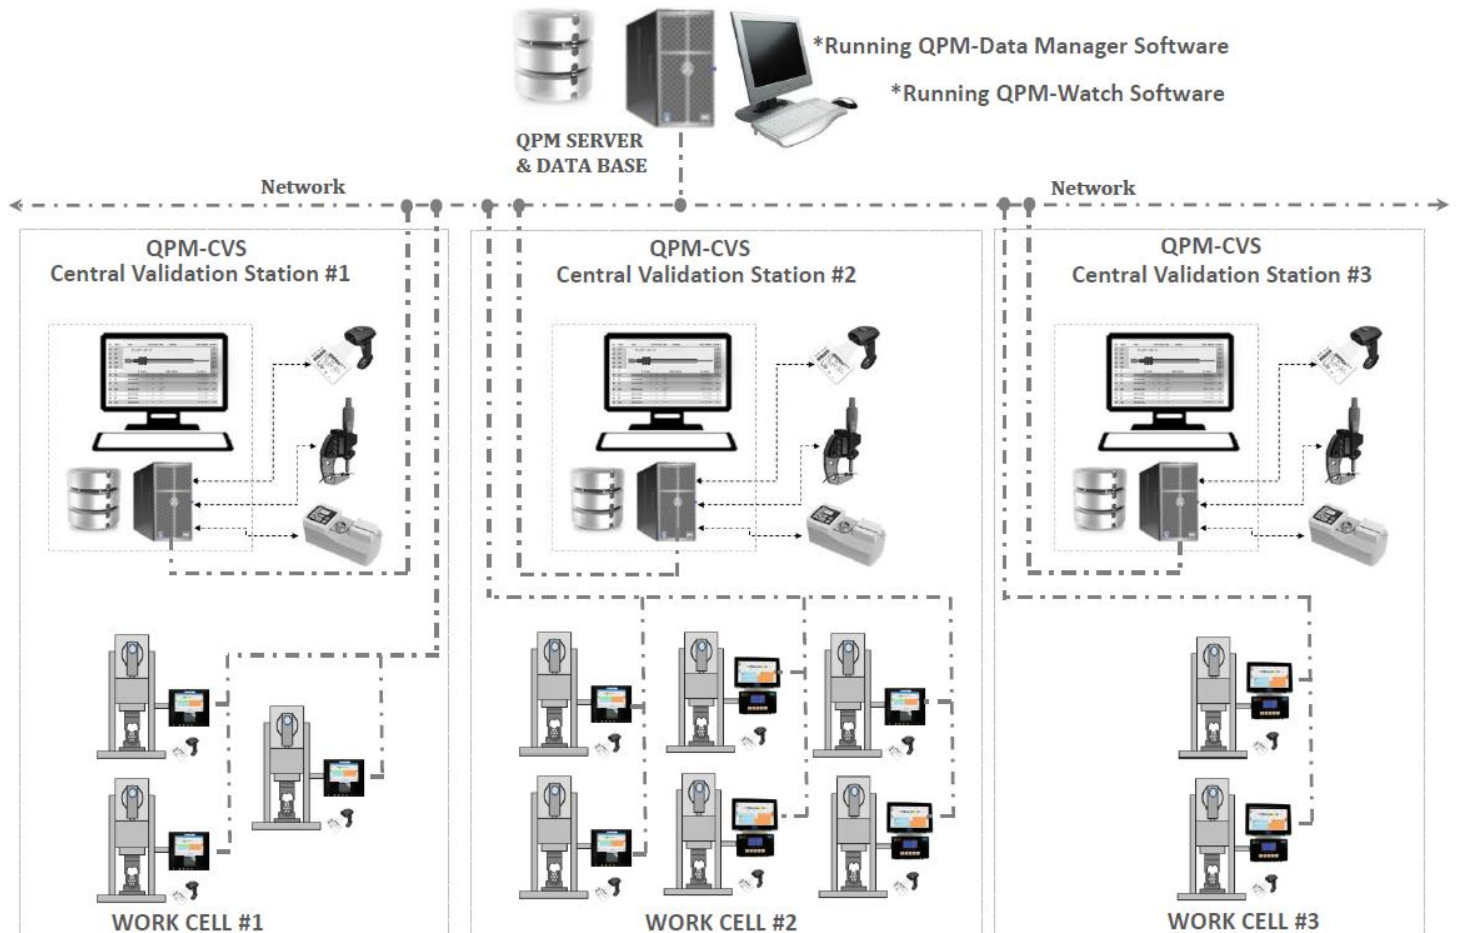 *Running QPM-Data Manager Software
*Running QPM-Watch Software
QPM SERVER
& DATA BASE
Network
Network
QPM-CVS
Central Validation Station #1
QPM-CVS
Central Validation Station #2
QPM-CVS
Central Validation Station #3
WORK CELL #1
WORK CELL #2
WORK CELL #3